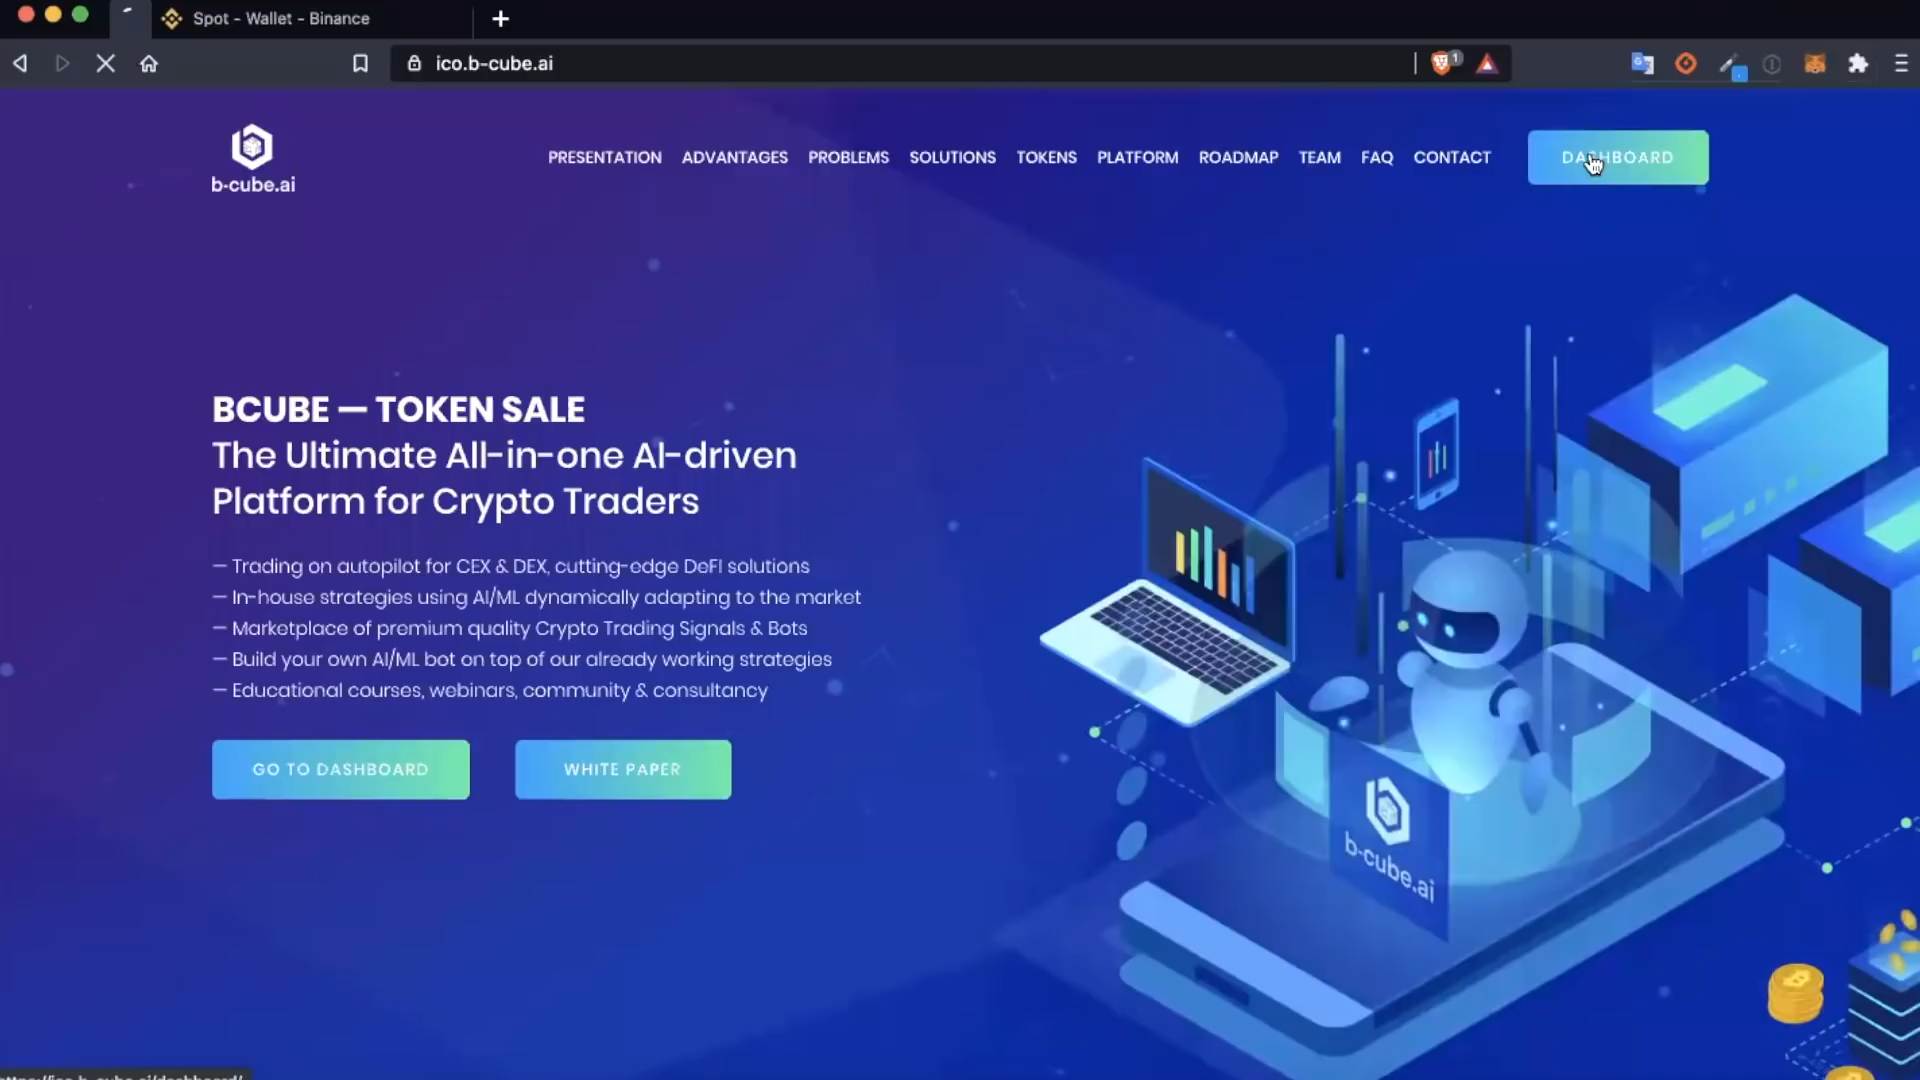 Spot - Wallet - Binance
ico.b-cube.ai
1
b-cube.ai
PRESENTATION ADVANTAGES PROBLEMS SOLUTIONS TOKENS PLATFORM ROADMAP TEAM FAQ CONTACT DASHBOARD
BCUBE — TOKEN SALE
The Ultimate All-in-one AI-driven
Platform for Crypto Traders
— Trading on autopilot for CEX & DEX, cutting-edge DeFI solutions
— In-house strategies using AI/ML dynamically adapting to the market
— Marketplace of premium quality Crypto Trading Signals & Bots
— Build your own AI/ML bot on top of our already working strategies
— Educational courses, webinars, community & consultancy
GO TO DASHBOARD WHITE PAPER
b-cube.ai